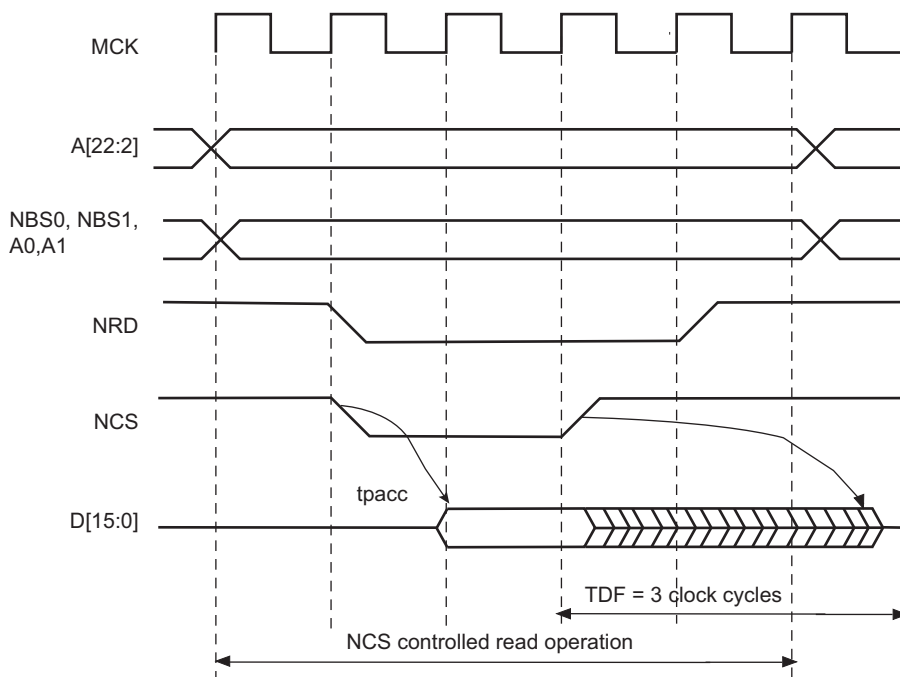 MCK
A[22:2]
NBS0, NBS1,
A0,A1
NRD
NCS
tpacc
D[15:0]
TDF = 3 clock cycles
NCS controlled read operation